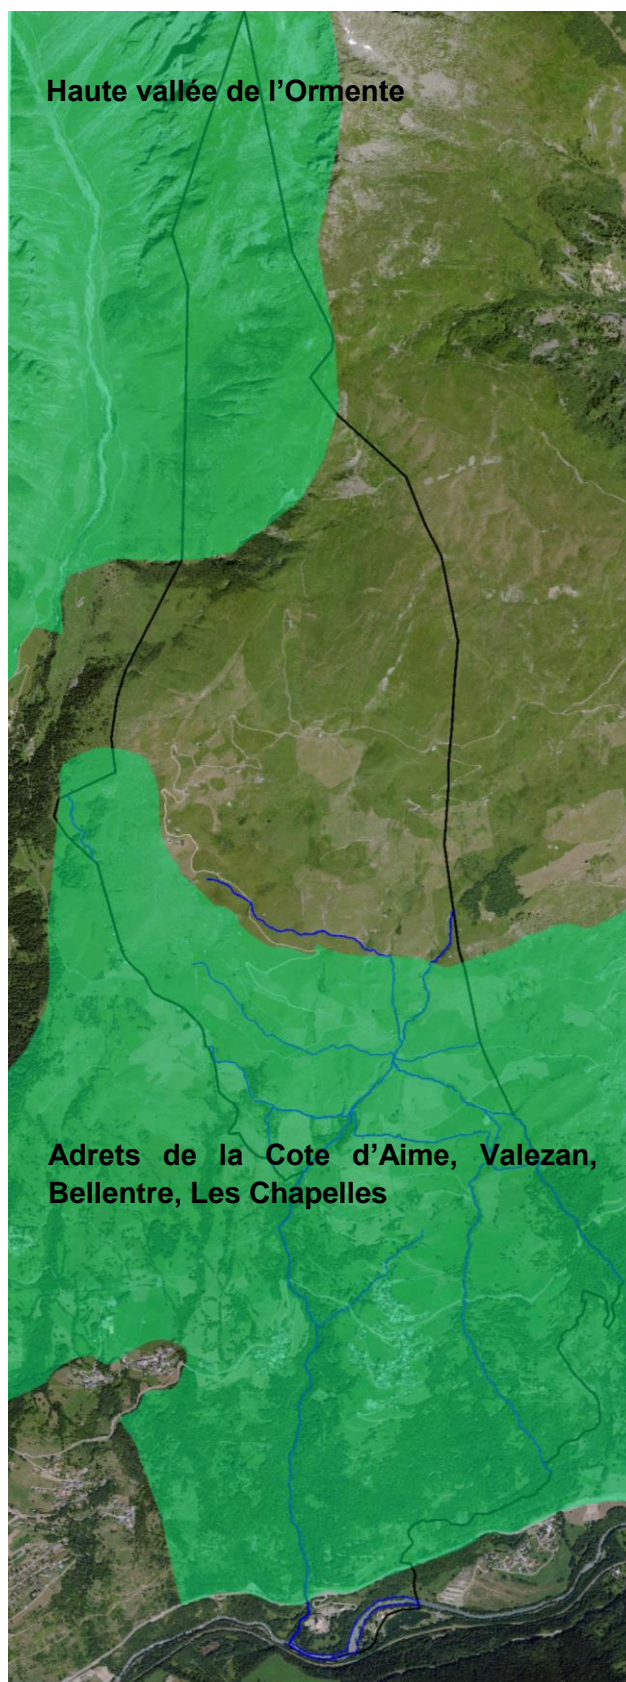 Haute vallée de l'Ormente
Adrets de la Cote d'Aime, Valezan,
Bellentre, Les Chapelles